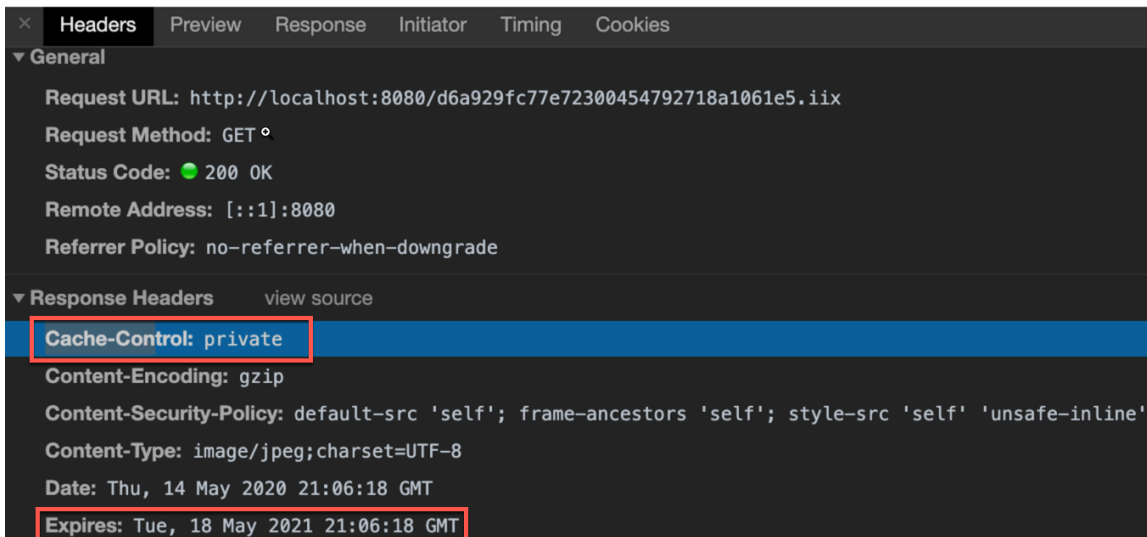 × Headers Preview Response Initiator Timing Cookies
▼ General
Request URL: http://localhost:8080/d6a929fc77e72300454792718a1061e5.iix
Request Method: GET
Status Code: 200 OK
Remote Address: [::1]:8080
Referrer Policy: no-referrer-when-downgrade
▼ Response Headers view source
Cache-Control: private
Content-Encoding: gzip
Content-Security-Policy: default-src 'self'; frame-ancestors 'self'; style-src 'self' 'unsafe-inline'
Content-Type: image/jpeg;charset=UTF-8
Date: Thu, 14 May 2020 21:06:18 GMT
Expires: Tue, 18 May 2021 21:06:18 GMT